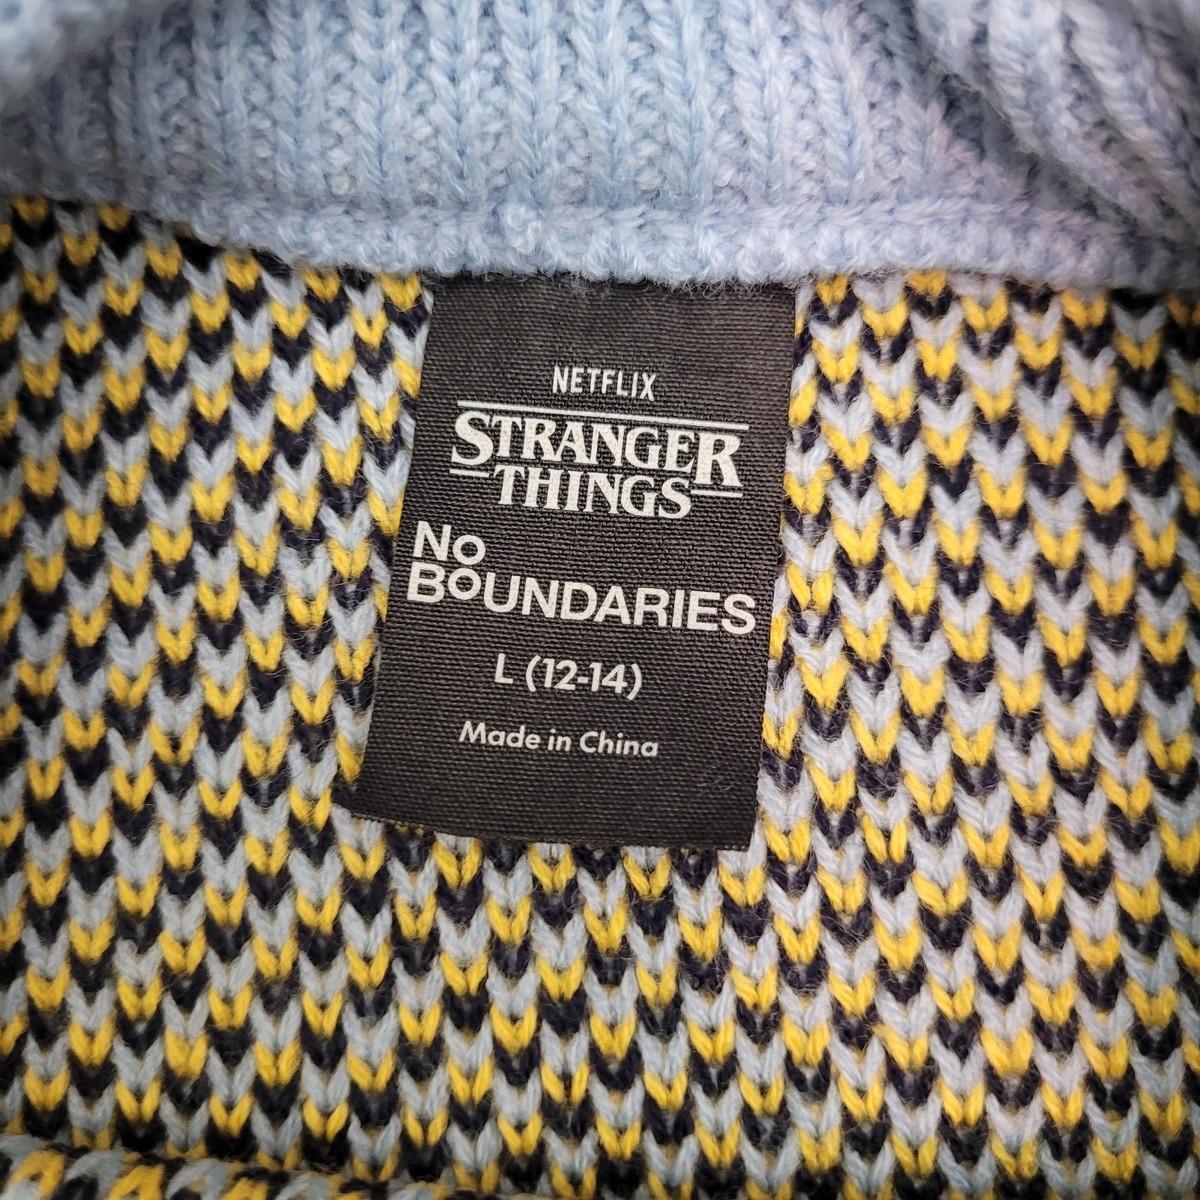 NETFLIX
STRANGER
THINGS
No
BoUNDARIES
L (12-14)
Made in China